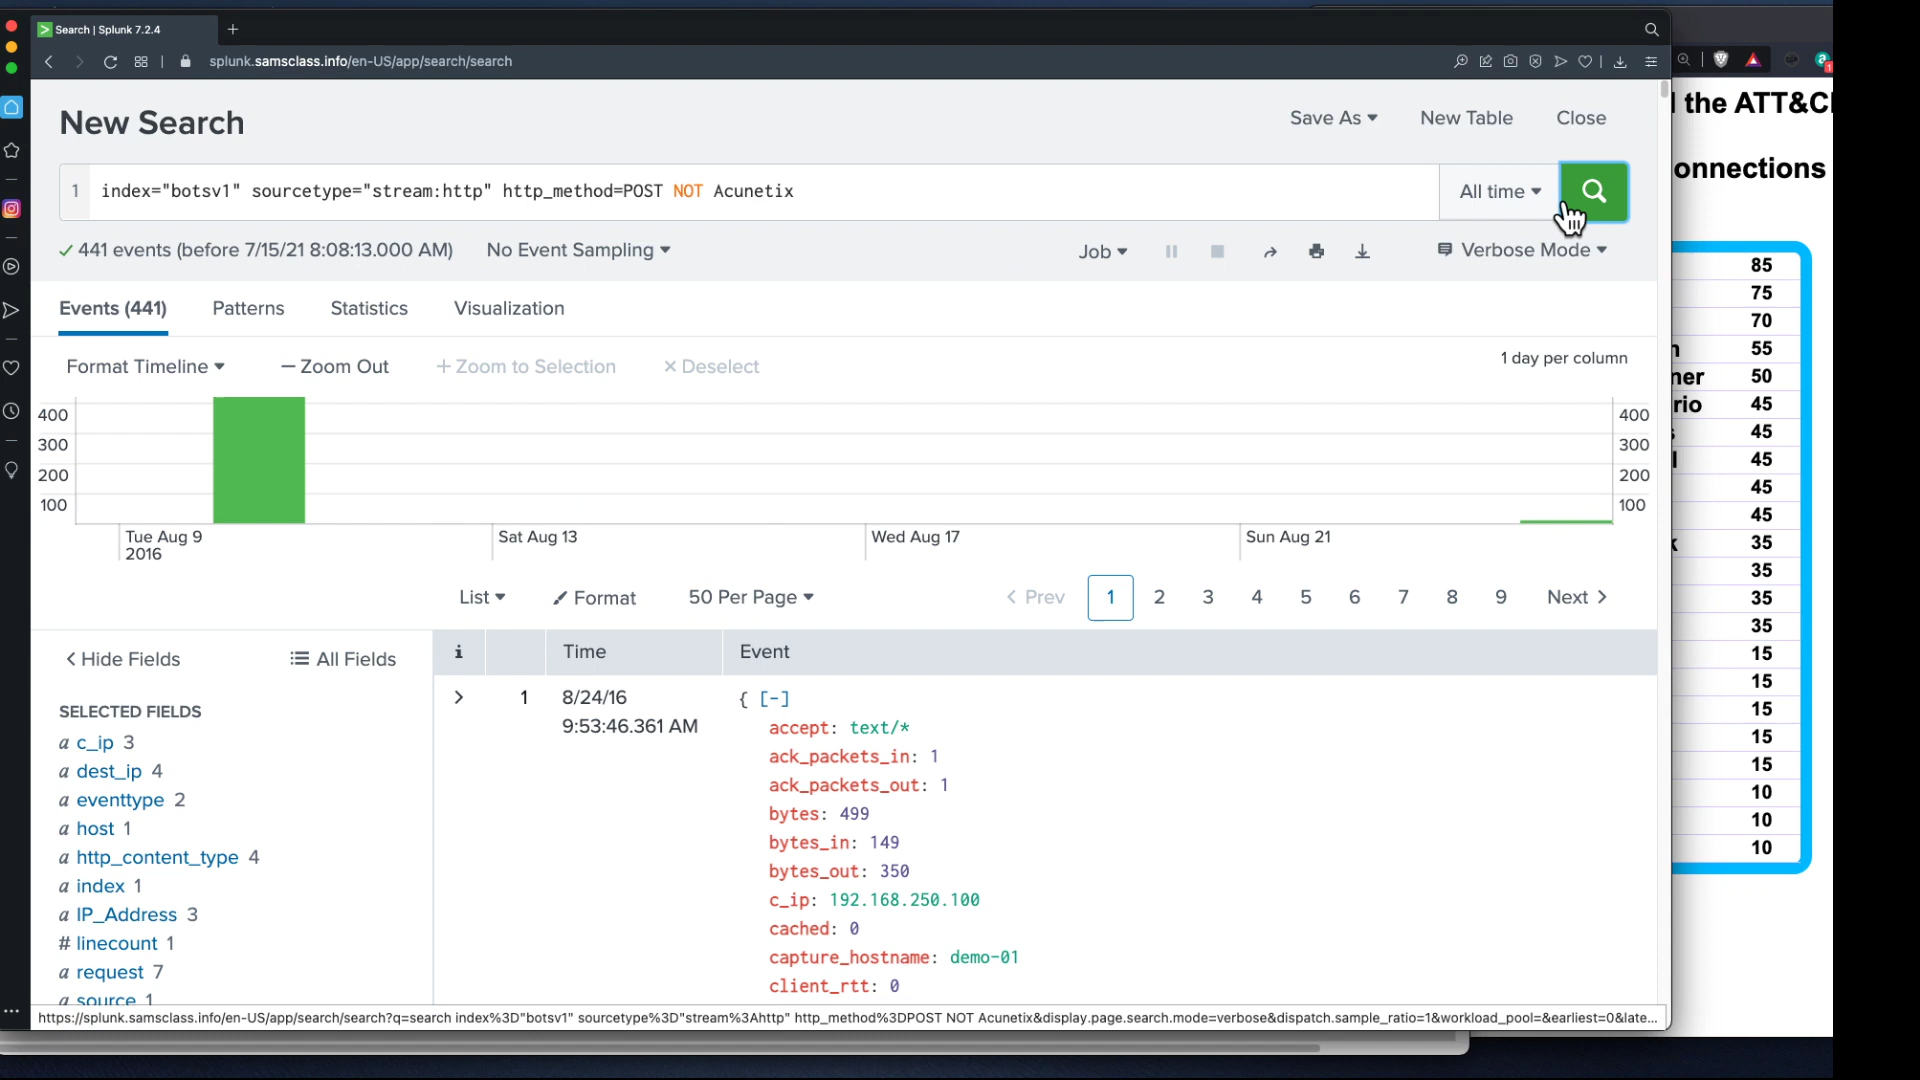 Search | Splunk 7.2.4
splunk.samsclass.info/en-US/app/search/search
New Search
Save As
New Table
Close
1 index="botsv1" sourcetype="stream:http" http_method=POST NOT Acunetix
All time
441 events (before 7/15/21 8:08:13.000 AM)
No Event Sampling
Job
Verbose Mode
Events (441)
Patterns
Statistics
Visualization
Format Timeline
— Zoom Out
+ Zoom to Selection
× Deselect
1 day per column
400
300
200
100
400
300
200
100
Tue Aug 9
2016
Sat Aug 13
Wed Aug 17
Sun Aug 21
List
Format
50 Per Page
< Prev
1
2
3
4
5
6
7
8
9
Next >
< Hide Fields
All Fields
SELECTED FIELDS
a c_ip 3
a dest_ip 4
a eventtype 2
a host 1
a http_content_type 4
a index 1
a IP_Address 3
# linecount 1
a request 7
a source 1
i
Time
Event
> 1
8/24/16
9:53:46.361 AM
{ [-]
accept: text/*
ack_packets_in: 1
ack_packets_out: 1
bytes: 499
bytes_in: 149
bytes_out: 350
c_ip: 192.168.250.100
cached: 0
capture_hostname: demo-01
client_rtt: 0
https://splunk.samsclass.info/en-US/app/search/search?q=search index%3D"botsv1" sourcetype%3D"stream%3Ahttp" http_method%3DPOST NOT Acunetix&display.page.search.mode=verbose&dispatch.sample_ratio=1&workload_pool=&earliest=0&late...
the ATT&C
onnections
85
75
70
55
ner 50
rio 45
45
45
45
45
35
35
35
35
15
15
15
15
15
10
10
10